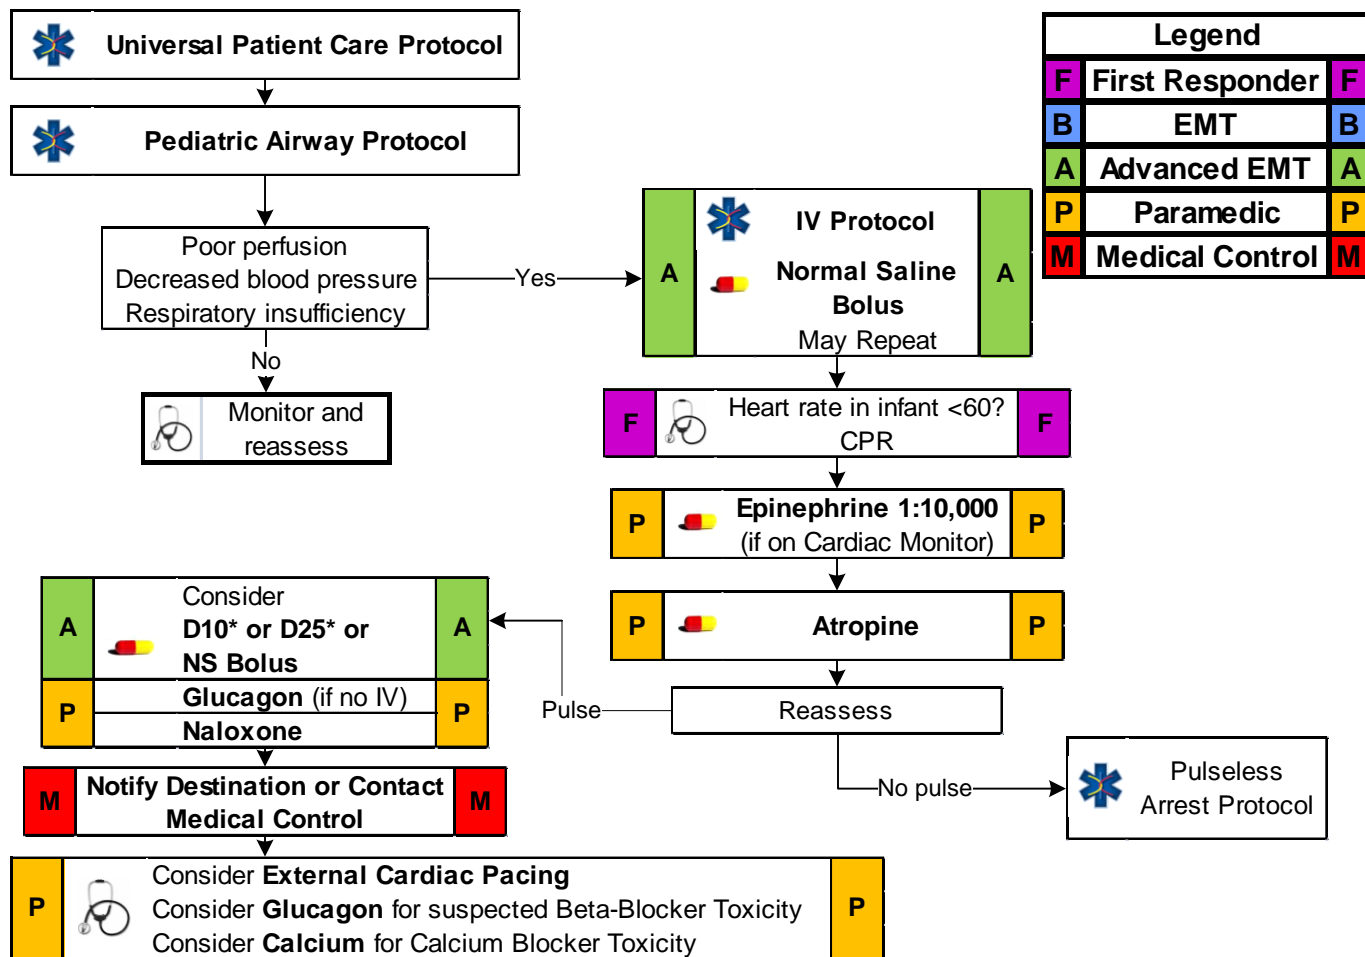 Universal Patient Care Protocol
Pediatric Airway Protocol
Poor perfusion
Decreased blood pressure
Respiratory insufficiency
Yes
No
Monitor and
reassess
A
IV Protocol
Normal Saline
Bolus
May Repeat
A
F
Heart rate in infant <60?
CPR
F
P
Epinephrine 1:10,000
(if on Cardiac Monitor)
P
P
Atropine
P
Reassess
Pulse
No pulse
Pulseless
Arrest Protocol
A
Consider
D10* or D25* or
NS Bolus
A
P
Glucagon (if no IV)
Naloxone
P
M
Notify Destination or Contact
Medical Control
M
P
Consider External Cardiac Pacing
Consider Glucagon for suspected Beta-Blocker Toxicity
Consider Calcium for Calcium Blocker Toxicity
P
Legend
F First Responder F
B EMT B
A Advanced EMT A
P Paramedic P
M Medical Control M